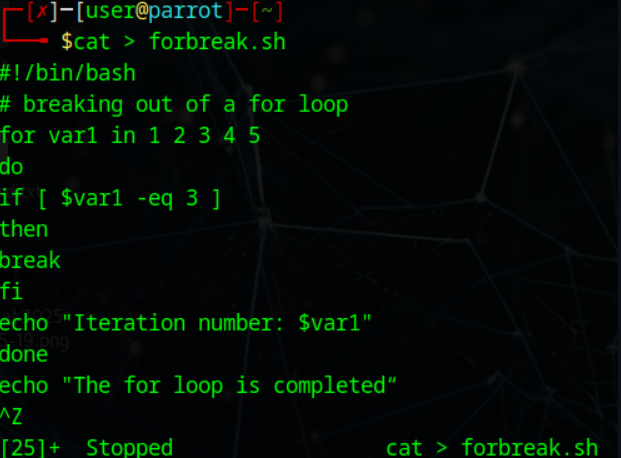 ┌─[✗]─[user@parrot]─[~]
└──╼ $cat > forbreak.sh
#!/bin/bash
# breaking out of a for loop
for var1 in 1 2 3 4 5
do
if [ $var1 -eq 3 ]
then
break
fi
echo "Iteration number: $var1"
done
echo "The for loop is completed“
^Z
[25]+  Stopped                 cat > forbreak.sh